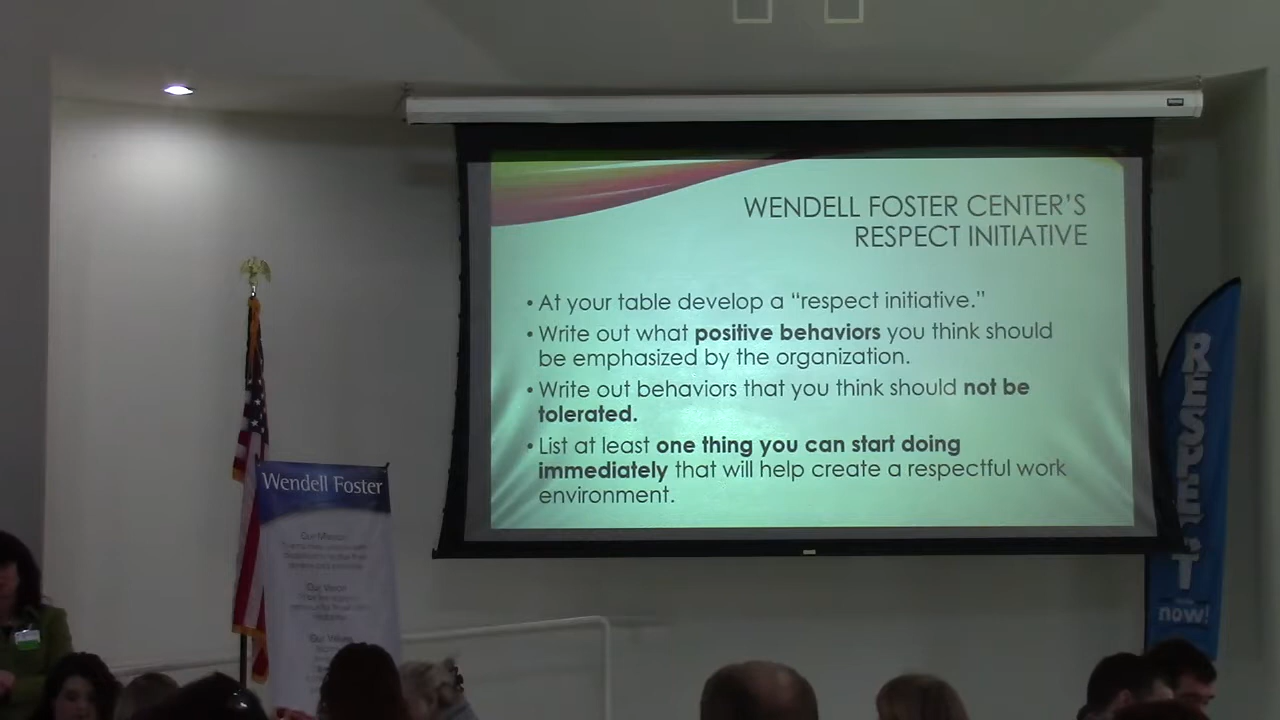 WENDELL FOSTER CENTER'S
RESPECT INITIATIVE
• At your table develop a “respect initiative.”
• Write out what positive behaviors you think should
be emphasized by the organization.
• Write out behaviors that you think should not be
tolerated.
• List at least one thing you can start doing
immediately that will help create a respectful work
environment.
Wendell Foster
Our Mission
Our Vision
Our Values
RESPECT
now!